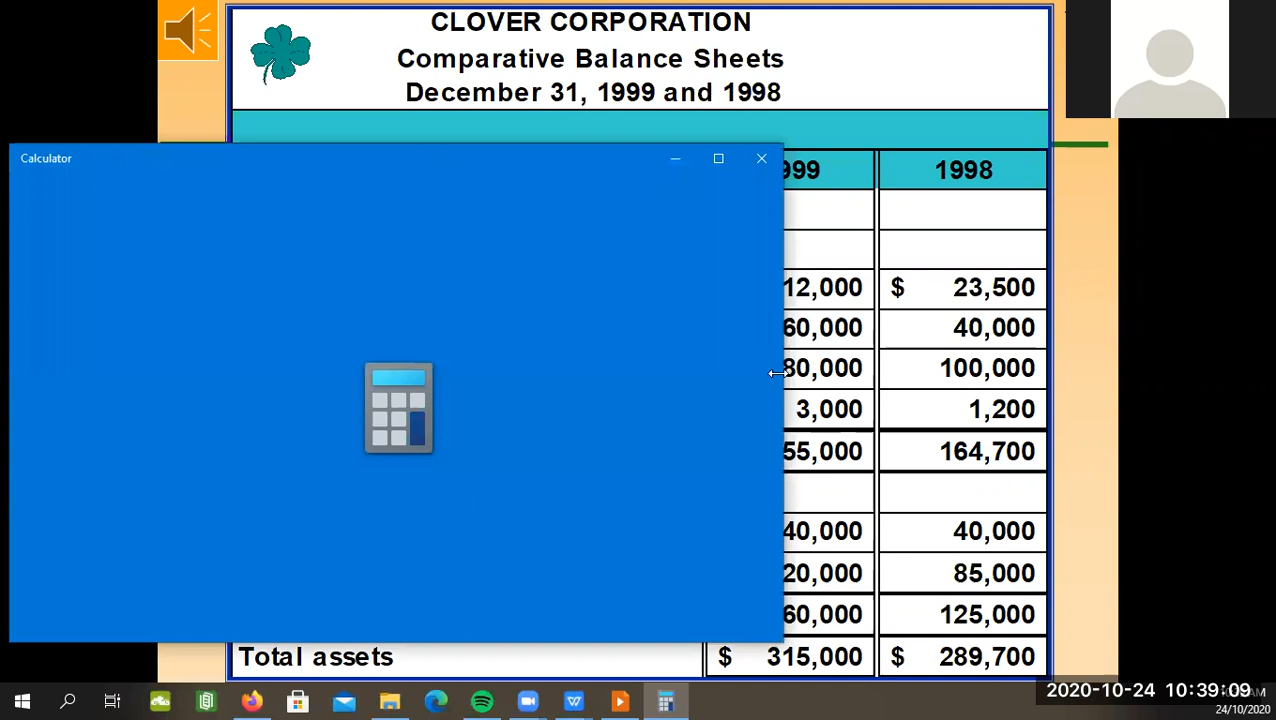 CLOVER CORPORATION
Comparative Balance Sheets
December 31, 1999 and 1998
Calculator
999 1998
12,000 $ 23,500
60,000 40,000
80,000 100,000
3,000 1,200
55,000 164,700
40,000 40,000
20,000 85,000
60,000 125,000
Total assets $ 315,000 $ 289,700
2020-10-24 10:39:09
24/10/2020